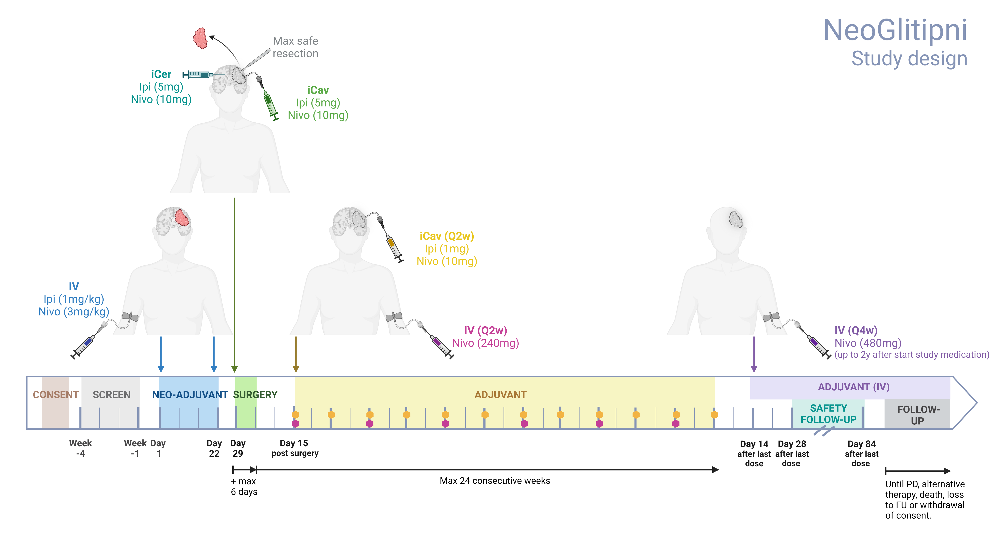 NeoGlitipni
Study design
Max safe
resection
iCer
Ipi (5mg)
Nivo (10mg)
iCav
Ipi (5mg)
Nivo (10mg)
IV
Ipi (1mg/kg)
Nivo (3mg/kg)
iCav (Q2w)
Ipi (1mg)
Nivo (10mg)
IV (Q2w)
Nivo (240mg)
IV (Q4w)
Nivo (480mg)
(up to 2y after start study medication)
CONSENT
SCREEN
NEO-ADJUVANT
SURGERY
ADJUVANT
ADJUVANT (IV)
SAFETY
FOLLOW-UP
FOLLOW-
UP
Week
-4
Week
-1
Day
1
Day
22
Day
29
Day 15
post surgery
Day 14
after last
dose
Day 28
after last
dose
Day 84
after last
dose
+ max
6 days
Max 24 consecutive weeks
Until PD, alternative
therapy, death, loss
to FU or withdrawal
of consent.